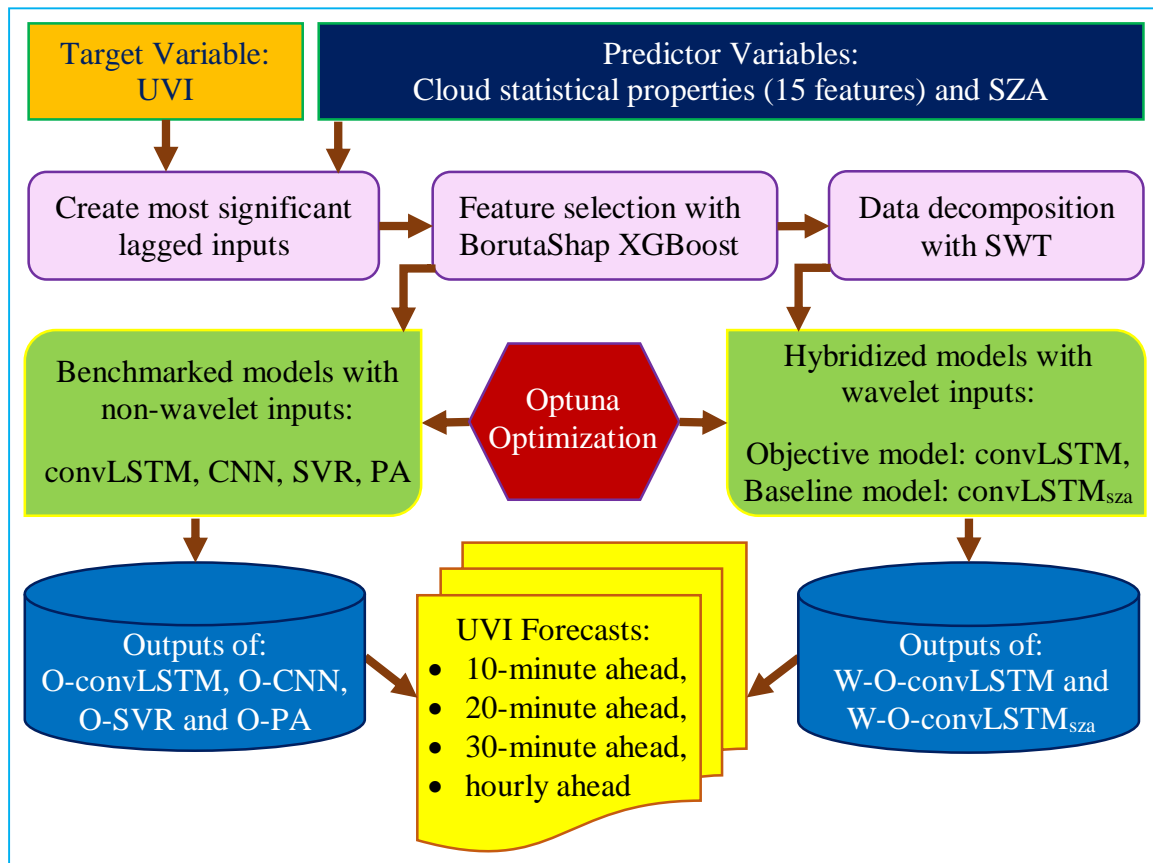 Target Variable:
UVI
Predictor Variables:
Cloud statistical properties (15 features) and SZA
Create most significant
lagged inputs
Feature selection with
BorutaShap XGBoost
Data decomposition
with SWT
Benchmarked models with
non-wavelet inputs:
convLSTM, CNN, SVR, PA
Optuna
Optimization
Hybridized models with
wavelet inputs:
Objective model: convLSTM,
Baseline model: convLSTMsza
Outputs of:
O-convLSTM, O-CNN,
O-SVR and O-PA
UVI Forecasts:
• 10-minute ahead,
• 20-minute ahead,
• 30-minute ahead,
• hourly ahead
Outputs of:
W-O-convLSTM and
W-O-convLSTMsza